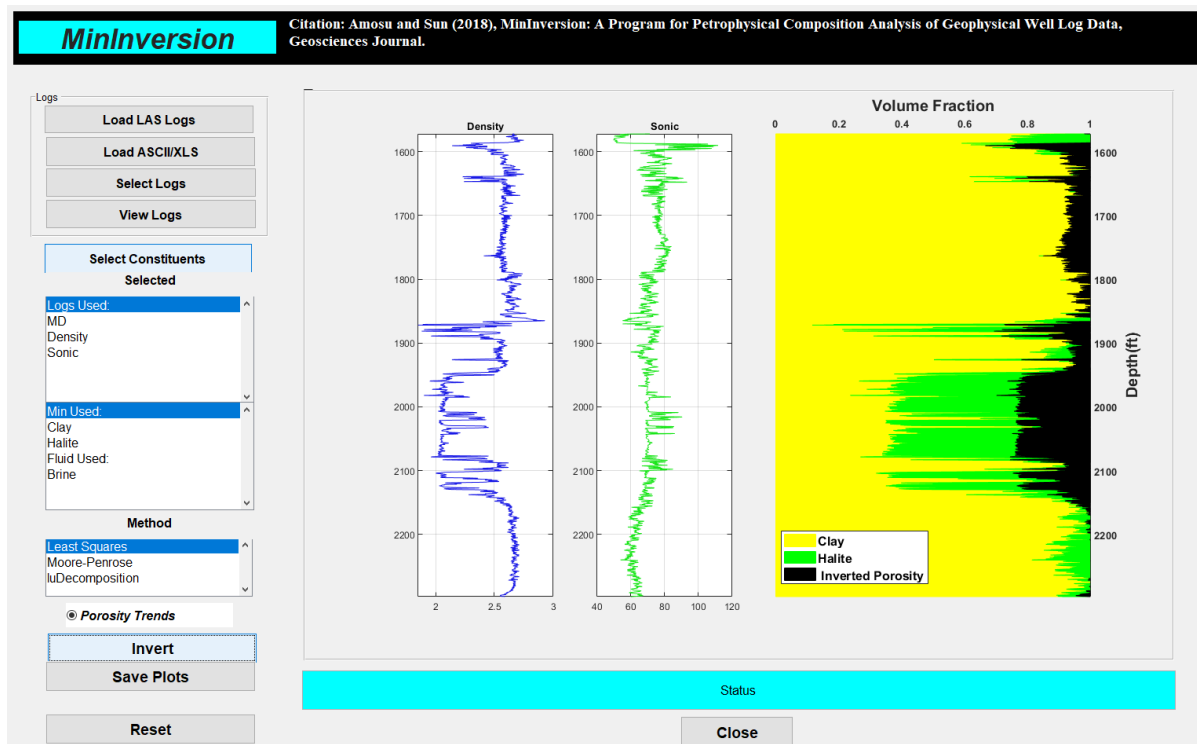 MinInversion
Citation: Amosu and Sun (2018), MinInversion: A Program for Petrophysical Composition Analysis of Geophysical Well Log Data,
Geosciences Journal.
Logs
Load LAS Logs
Load ASCII/XLS
Select Logs
View Logs
Select Constituents
Selected
Logs Used:
MD
Density
Sonic
Min Used:
Clay
Halite
Fluid Used:
Brine
Method
Least Squares
Moore-Penrose
luDecomposition
Porosity Trends
Invert
Save Plots
Reset
Density
1600
1700
1800
1900
2000
2100
2200
2 2.5 3
Sonic
1600
1700
1800
1900
2000
2100
2200
40 60 80 100 120
Volume Fraction
0 0.2 0.4 0.6 0.8 1
1600
1700
1800
1900
2000
2100
2200
Depth(ft)
Clay
Halite
Inverted Porosity
Status
Close